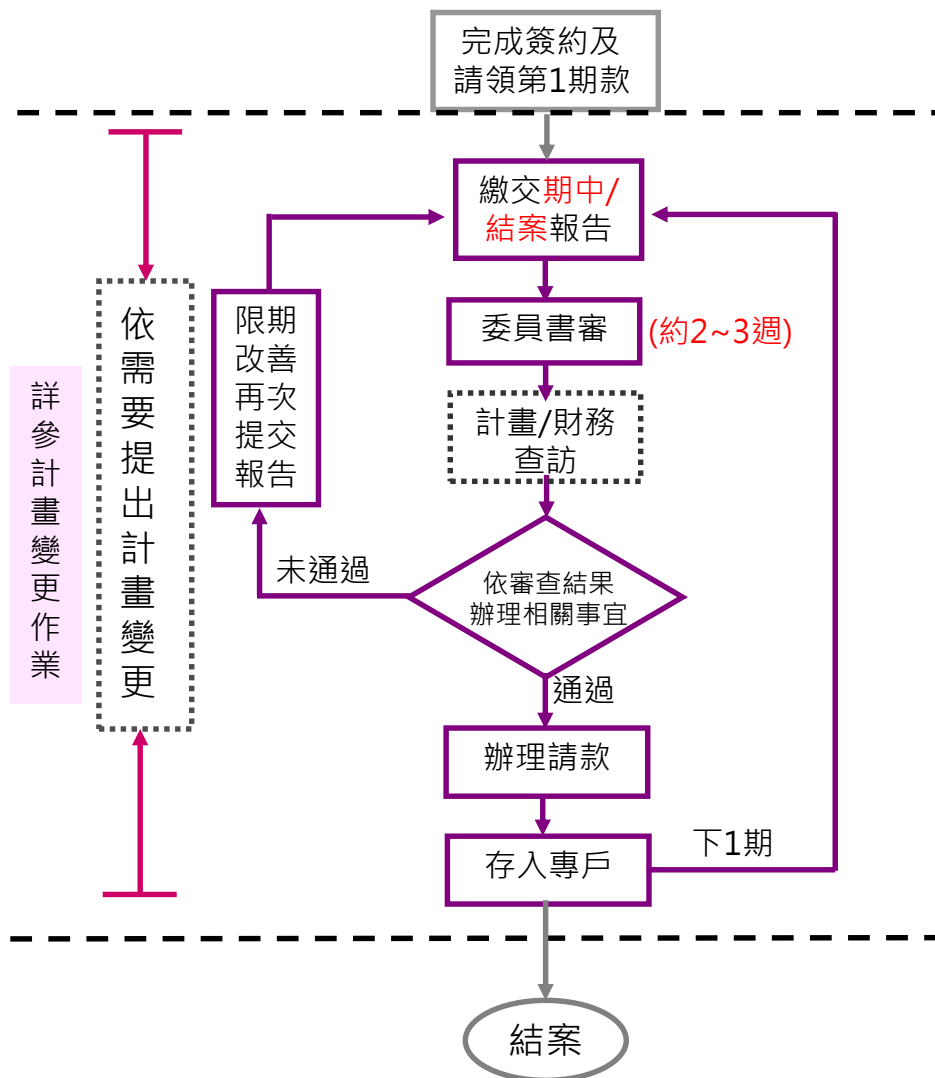 完成簽約及
請領第1期款
繳交期中/
結案報告
委員書審
(約2~3週)
計畫/財務
查訪
依審查結果
辦理相關事宜
未通過
限期
改善
再次
提交
報告
通過
辦理請款
存入專戶
下1期
結案
依需要提出計畫變更
詳參計畫變更作業